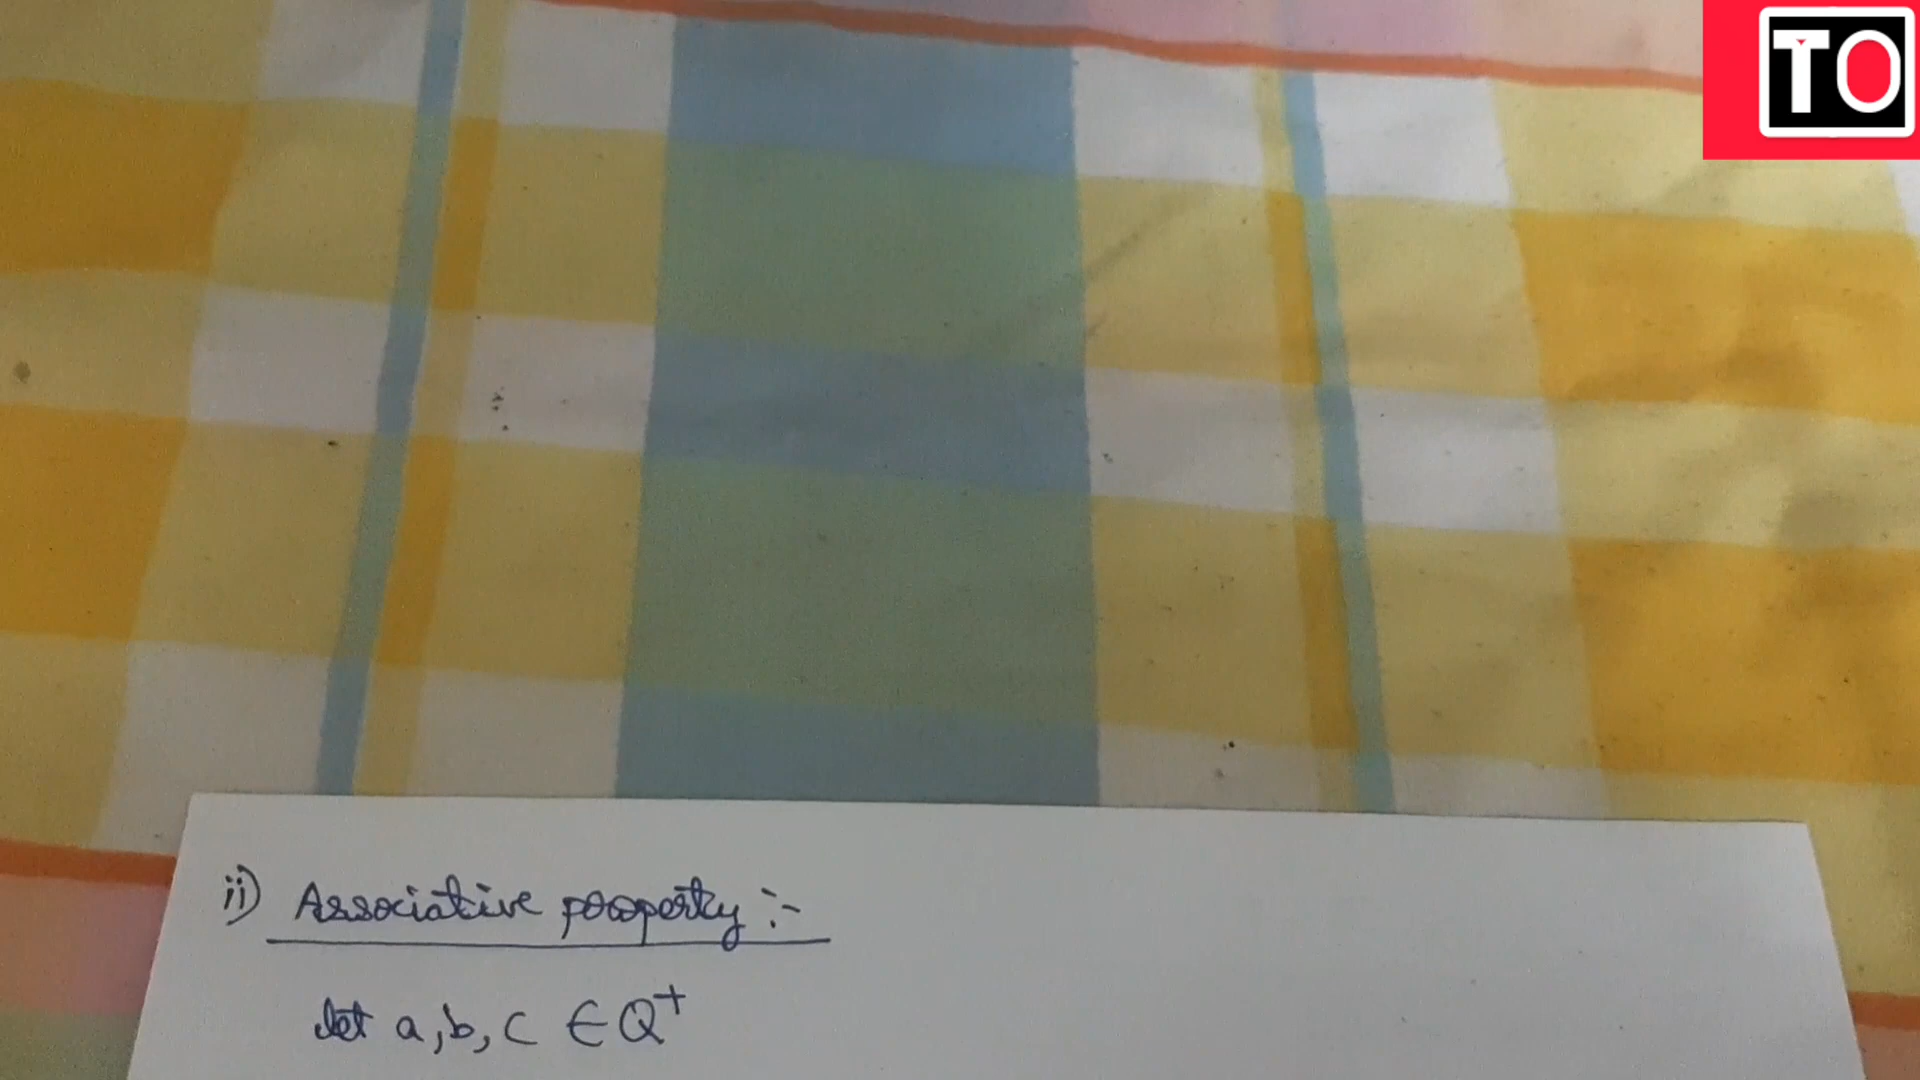 TO
ii) Associative property :-
let a, b, c ∈ Q⁺